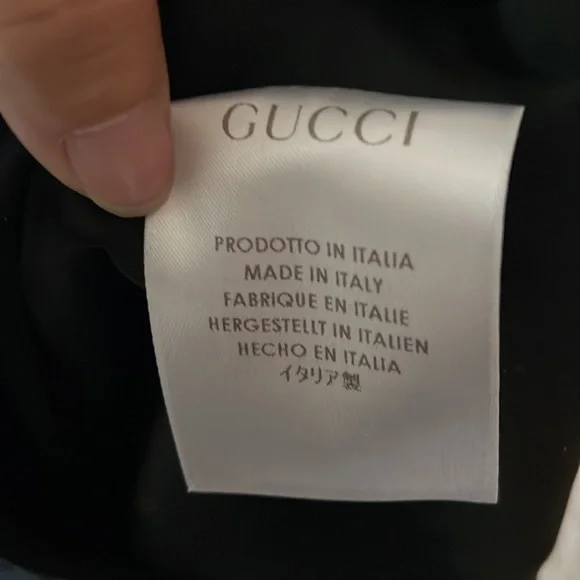 GUCCI
PRODOTTO IN ITALIA
MADE IN ITALY
FABRIQUE EN ITALIE
HERGESTELLT IN ITALIEN
HECHO EN ITALIA
イタリア製